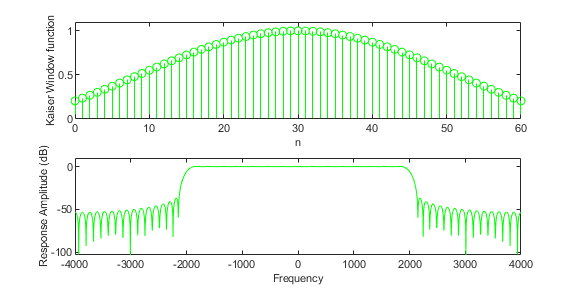 Kaiser Window function
1
0.5
0
0 10 20 30 40 50 60
n
Response Amplitude (dB)
0
-50
-100
-4000 -3000 -2000 -1000 0 1000 2000 3000 4000
Frequency